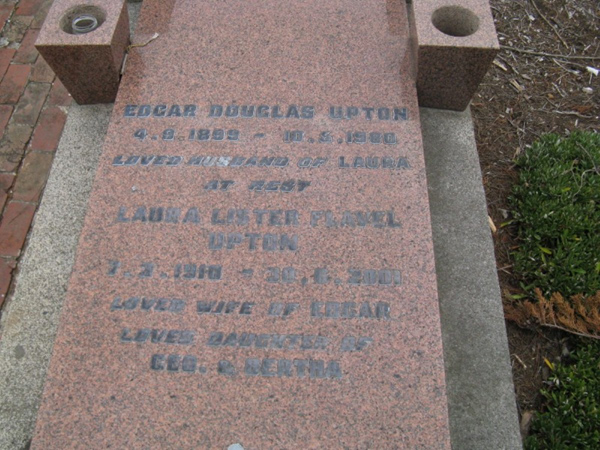 EDGAR DOUGLAS UPTON
LOVED HUSBAND OF LAURA
AT REST
LAURA LISTER FLAVEL
UPTON
LOVED WIFE OF EDGAR
LOVED DAUGHTER OF
GEO. & BERTHA